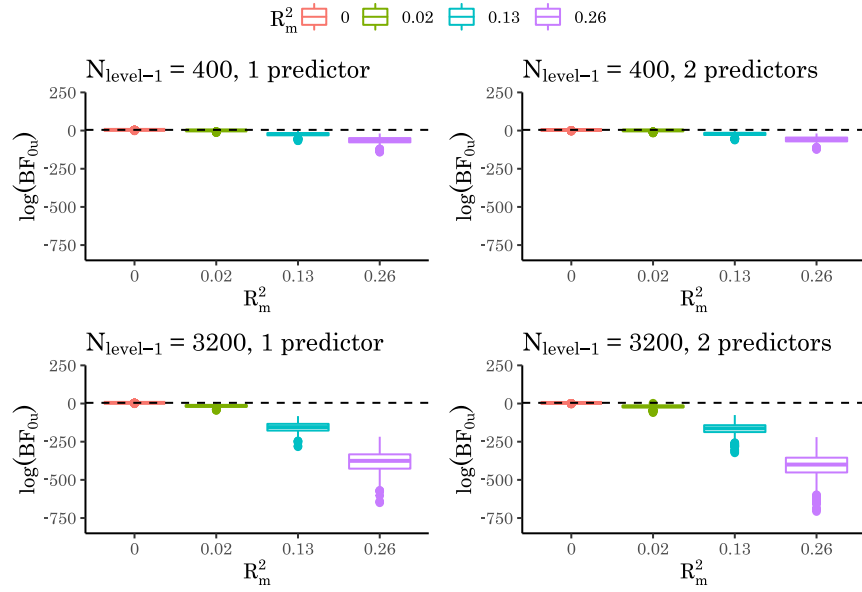 R²ₘ 0 0.02 0.13 0.26
N_level−1 = 400, 1 predictor
250
0
-250
-500
-750
log(BF₀ᵤ)
0 0.02 0.13 0.26
R²ₘ
N_level−1 = 400, 2 predictors
250
0
-250
-500
-750
log(BF₀ᵤ)
0 0.02 0.13 0.26
R²ₘ
N_level−1 = 3200, 1 predictor
250
0
-250
-500
-750
log(BF₀ᵤ)
0 0.02 0.13 0.26
R²ₘ
N_level−1 = 3200, 2 predictors
250
0
-250
-500
-750
log(BF₀ᵤ)
0 0.02 0.13 0.26
R²ₘ